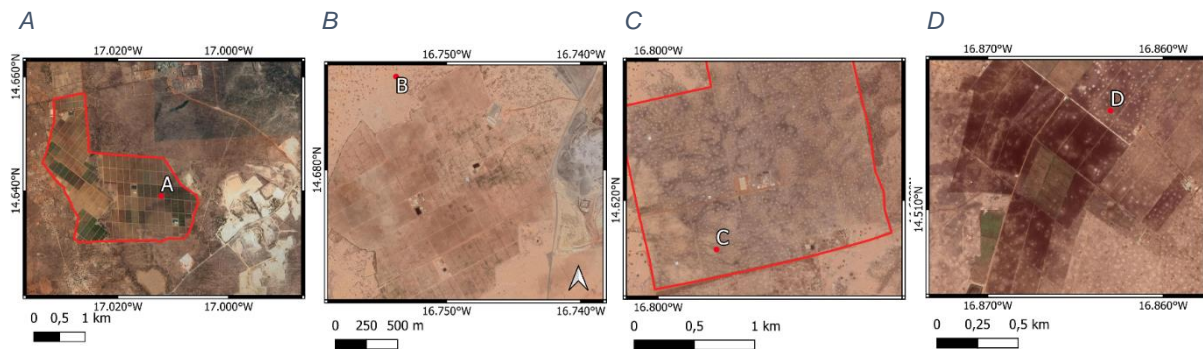 A
B
C
D
17.020°W 17.000°W
14.660°N
14.640°N
A
17.020°W 17.000°W
0 0,5 1 km
16.750°W 16.740°W
14.680°N
B
16.750°W 16.740°W
0 250 500 m
16.800°W
14.620°N
C
16.800°W
0 0,5 1 km
16.870°W 16.860°W
14.510°N
D
16.870°W 16.860°W
0 0,25 0,5 km